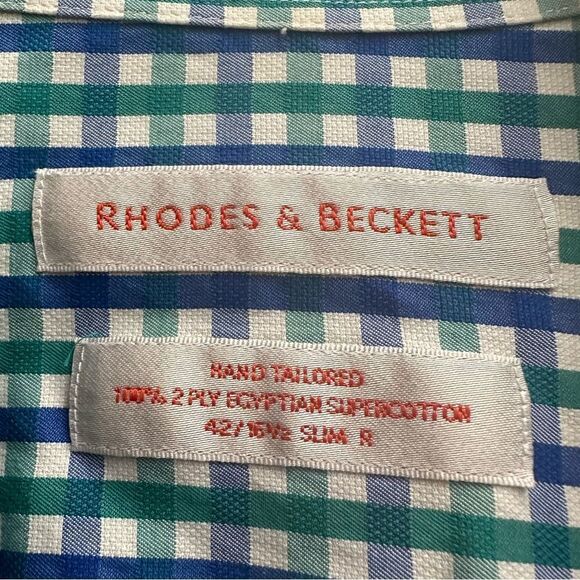 RHODES & BECKETT
HAND TAILORED
100% 2 PLY EGYPTIAN SUPERCOTTON
42/16½ SLIM R